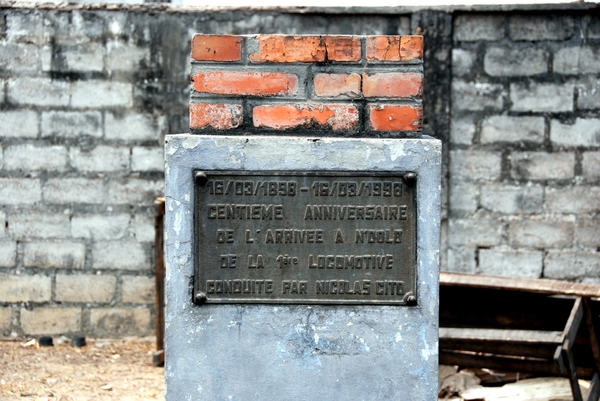 16/03/1898 - 16/03/1998
CENTIEME ANNIVERSAIRE
DE L'ARRIVEE A N'DOLO
DE LA 1ère LOCOMOTIVE
CONDUITE PAR NICOLAS CITO